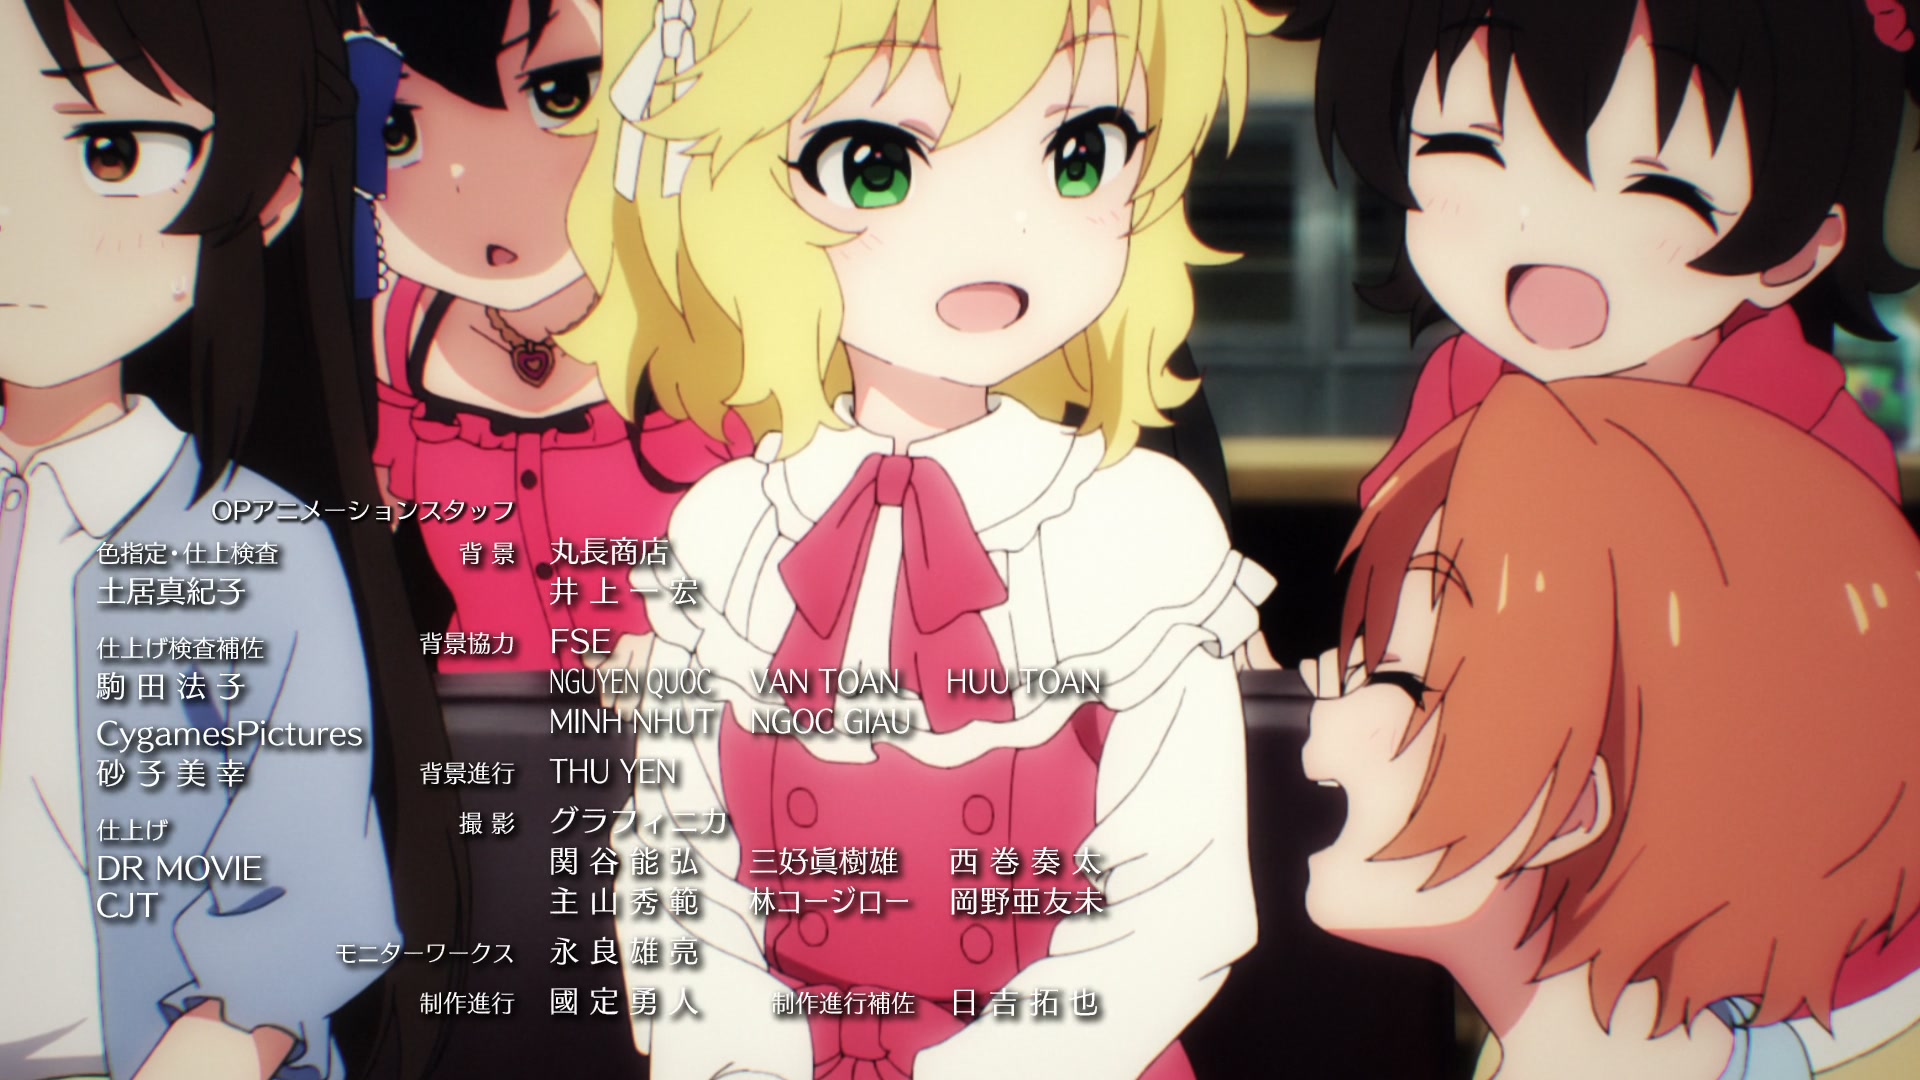 OPアニメーションスタッフ
色指定・仕上検査
土居真紀子
仕上げ検査補佐
駒田法子
CygamesPictures
砂子美幸
仕上げ
DR MOVIE
CJT
背景 丸長商店
井上一宏
背景協力 FSE
NGUYEN QUOC VAN TOAN HUU TOAN
MINH NHUT NGOC GIAU
背景進行 THU YEN
撮影 グラフィニカ
関谷能弘 三好眞樹雄 西巻奏太
主山秀範 林コージロー 岡野亜友未
モニターワークス 永良雄亮
制作進行 國定勇人 制作進行補佐 日吉拓也